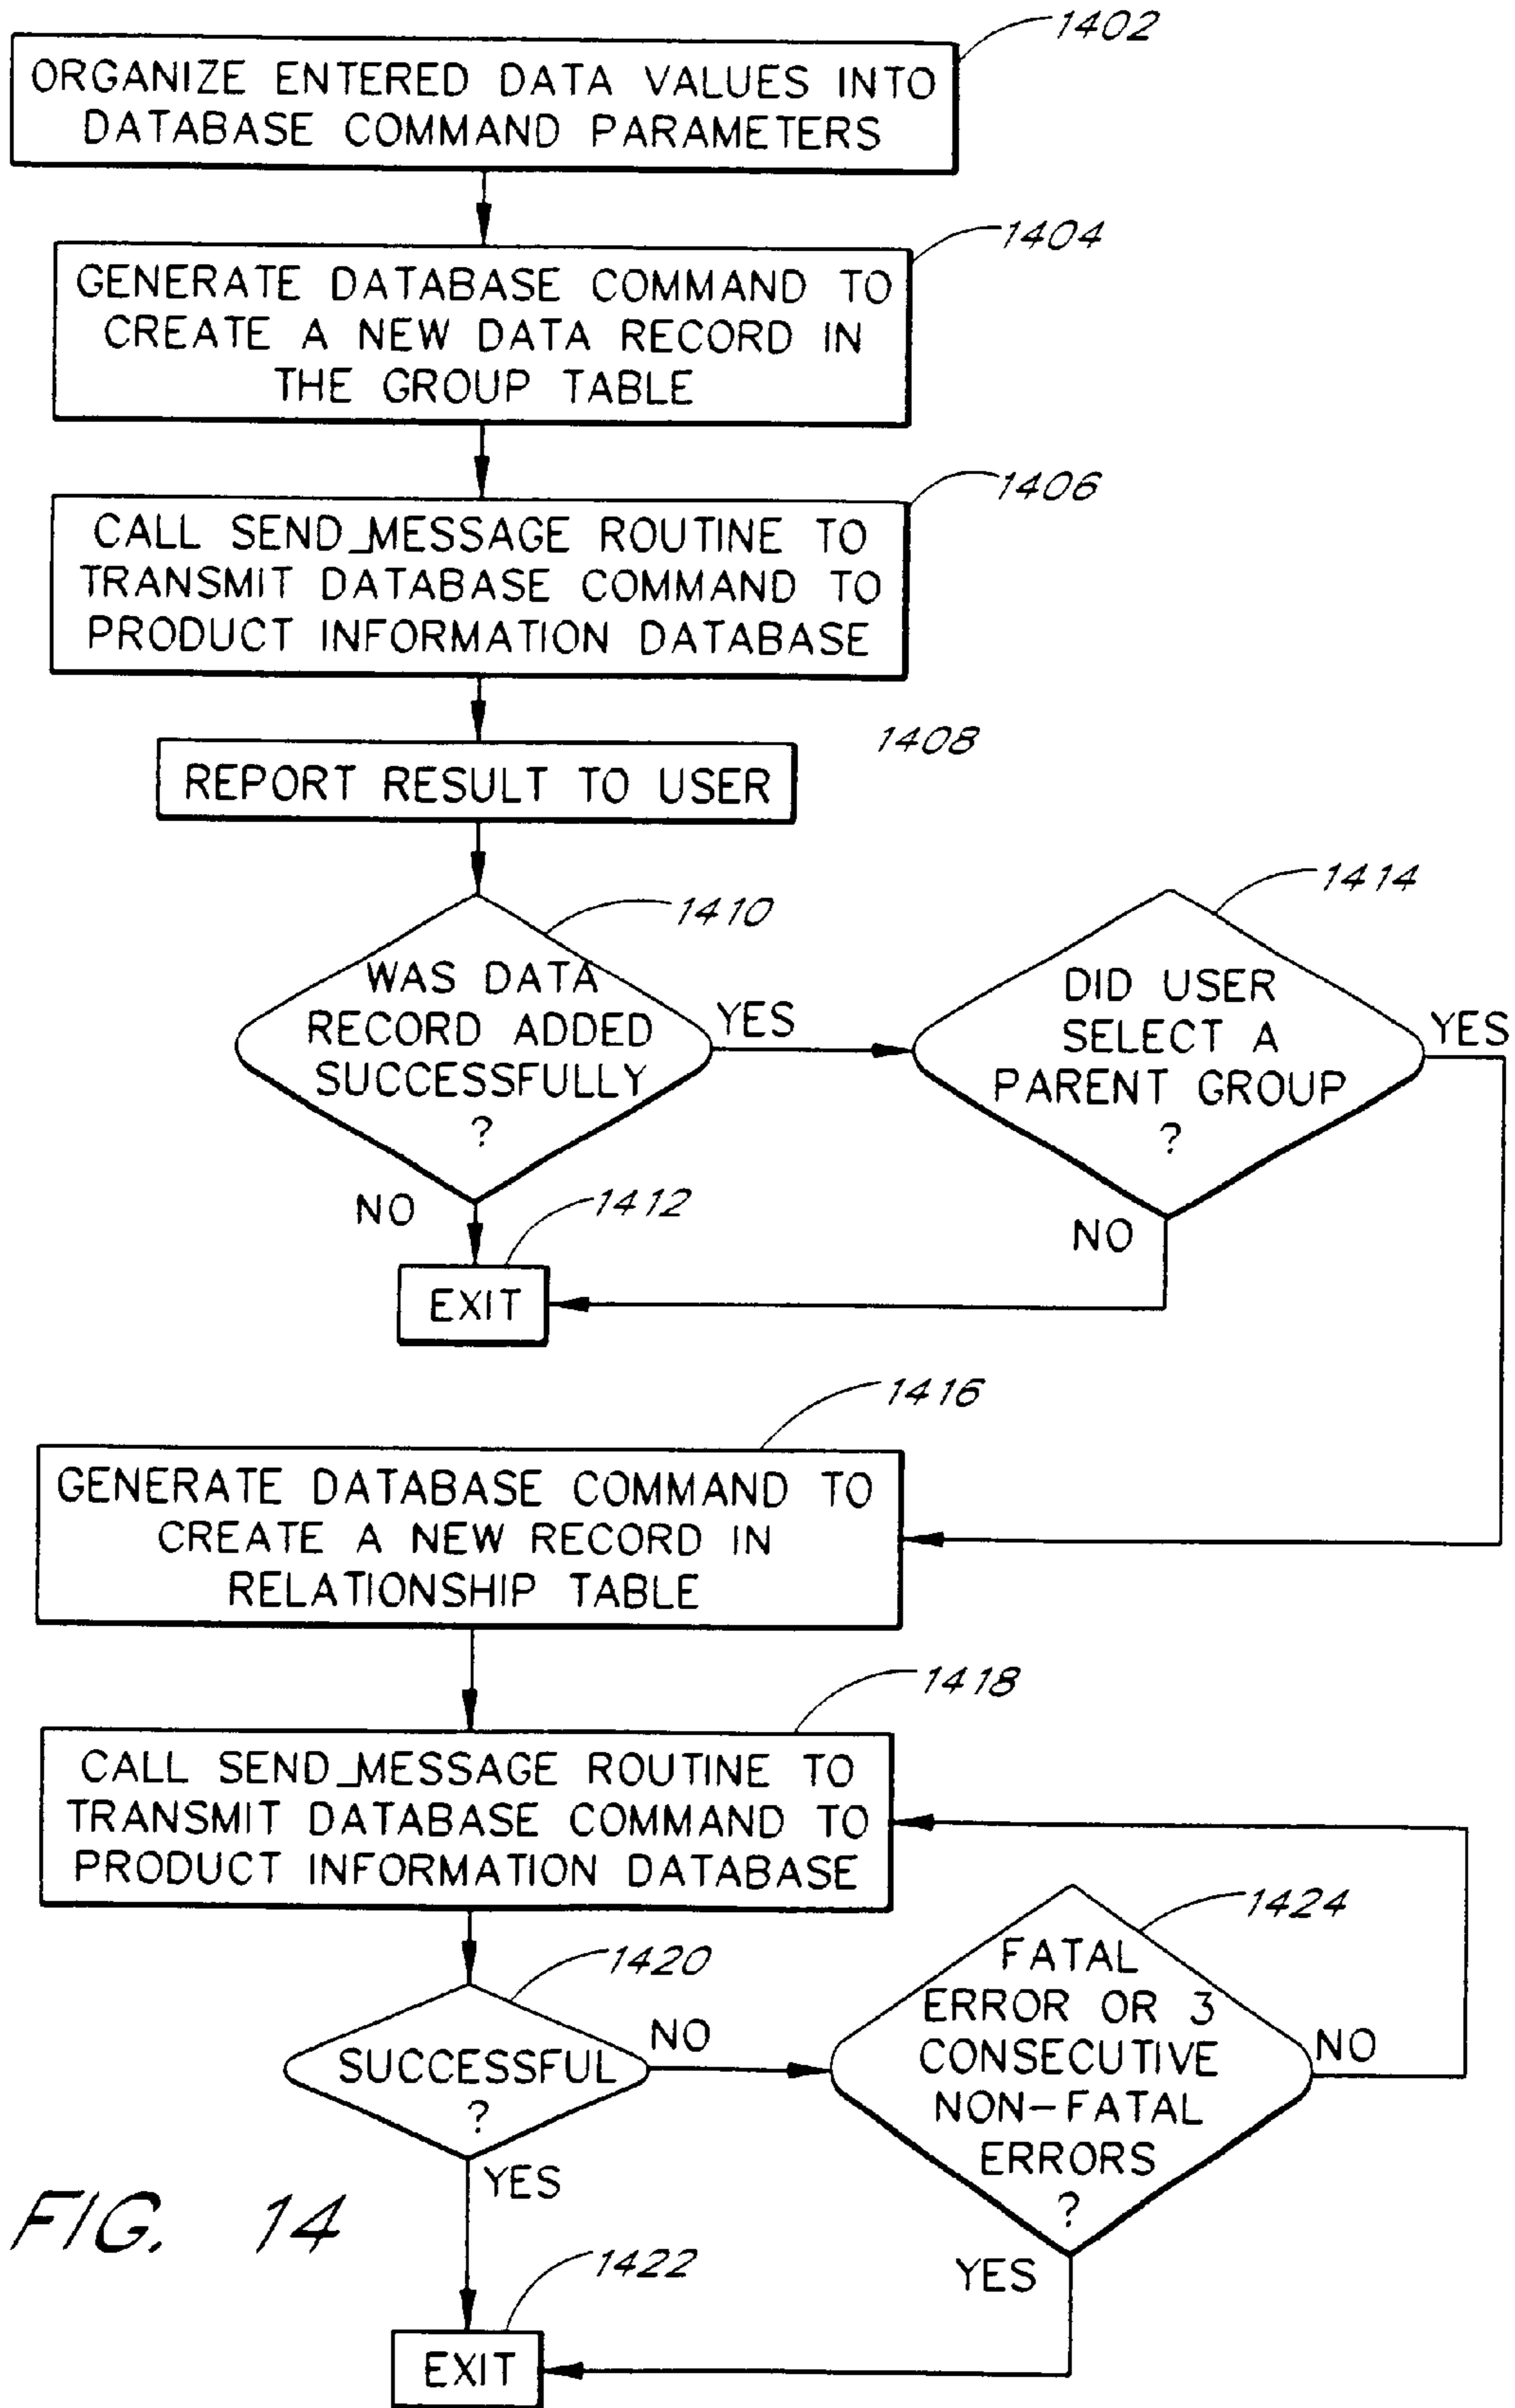 1402
ORGANIZE ENTERED DATA VALUES INTO
DATABASE COMMAND PARAMETERS
1404
GENERATE DATABASE COMMAND TO
CREATE A NEW DATA RECORD IN
THE GROUP TABLE
1406
CALL SEND_MESSAGE ROUTINE TO
TRANSMIT DATABASE COMMAND TO
PRODUCT INFORMATION DATABASE
1408
REPORT RESULT TO USER
1410
WAS DATA
RECORD ADDED
SUCCESSFULLY
?
YES
NO
1414
DID USER
SELECT A
PARENT GROUP
?
YES
NO
1412
EXIT
1416
GENERATE DATABASE COMMAND TO
CREATE A NEW RECORD IN
RELATIONSHIP TABLE
1418
CALL SEND_MESSAGE ROUTINE TO
TRANSMIT DATABASE COMMAND TO
PRODUCT INFORMATION DATABASE
1420
SUCCESSFUL
?
NO
YES
1424
FATAL
ERROR OR 3
CONSECUTIVE
NON-FATAL
ERRORS
?
NO
YES
1422
EXIT
FIG. 14